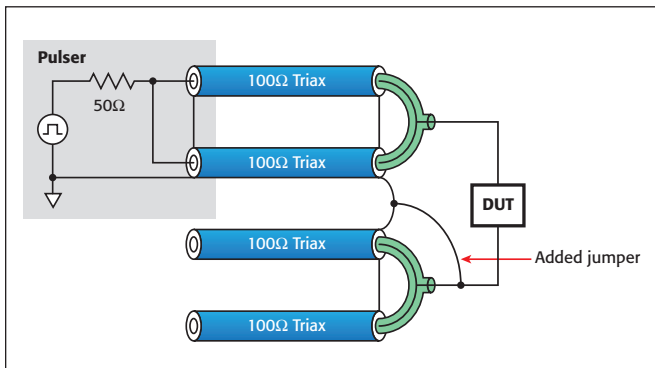 Pulser
50Ω
100Ω Triax
100Ω Triax
100Ω Triax
100Ω Triax
DUT
Added jumper